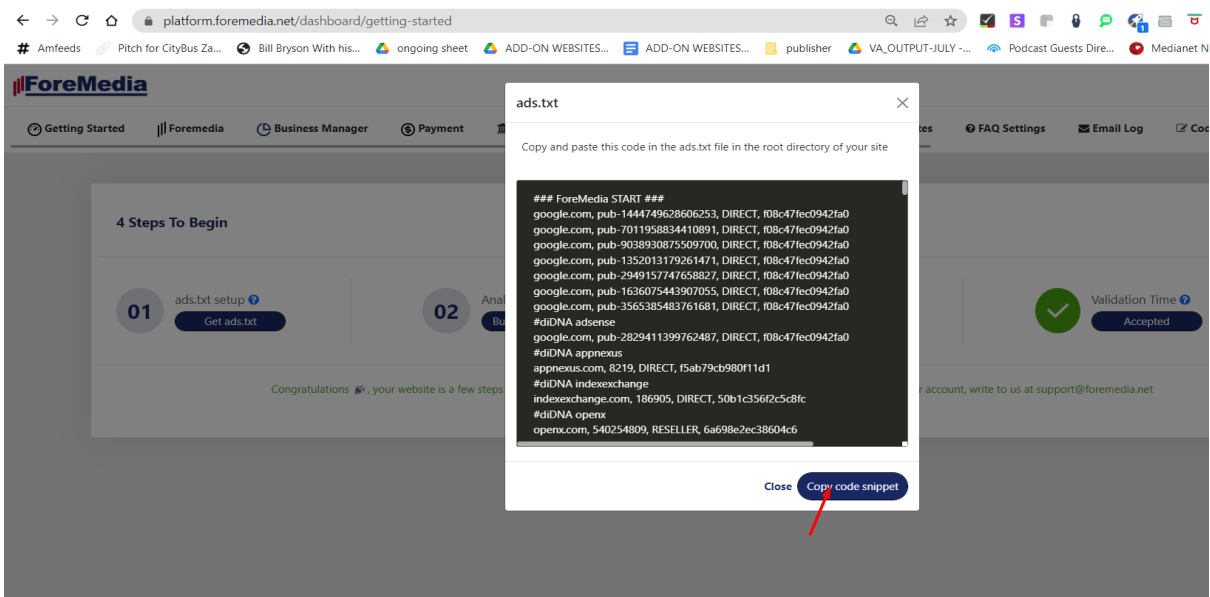 platform.foremedia.net/dashboard/getting-started
# Amfeeds Pitch for CityBus Za... Bill Bryson With his... ongoing sheet ADD-ON WEBSITES... ADD-ON WEBSITES... publisher VA_OUTPUT-JULY -... Podcast Guests Dire... Medianet N
ForeMedia
Getting Started Foremedia Business Manager Payment tes FAQ Settings Email Log Coo
ads.txt
Copy and paste this code in the ads.txt file in the root directory of your site
### ForeMedia START ###
google.com, pub-1444749628606253, DIRECT, f08c47fec0942fa0
google.com, pub-7011958834410891, DIRECT, f08c47fec0942fa0
google.com, pub-9038930875509700, DIRECT, f08c47fec0942fa0
google.com, pub-1352013179261471, DIRECT, f08c47fec0942fa0
google.com, pub-2949157747658827, DIRECT, f08c47fec0942fa0
google.com, pub-1636075443907055, DIRECT, f08c47fec0942fa0
google.com, pub-3565385483761681, DIRECT, f08c47fec0942fa0
#diDNA adsense
google.com, pub-2829411399762487, DIRECT, f08c47fec0942fa0
#diDNA appnexus
appnexus.com, 8219, DIRECT, f5ab79cb980f11d1
#diDNA indexexchange
indexexchange.com, 186905, DIRECT, 50b1c356f2c5c8fc
#diDNA openx
openx.com, 540254809, RESELLER, 6a698e2ec38604c6
Close Copy code snippet
4 Steps To Begin
01 ads.txt setup
Get ads.txt
02 Anal
Bu
Validation Time
Accepted
Congratulations 🎉, your website is a few steps r account, write to us at support@foremedia.net